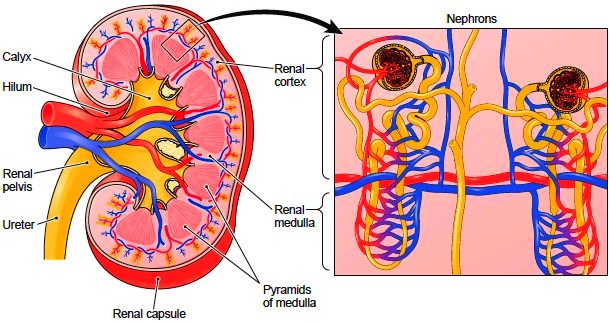 Nephrons
Calyx
Hilum
Renal
cortex
Renal
pelvis
Renal
medulla
Ureter
Pyramids
of medulla
Renal capsule